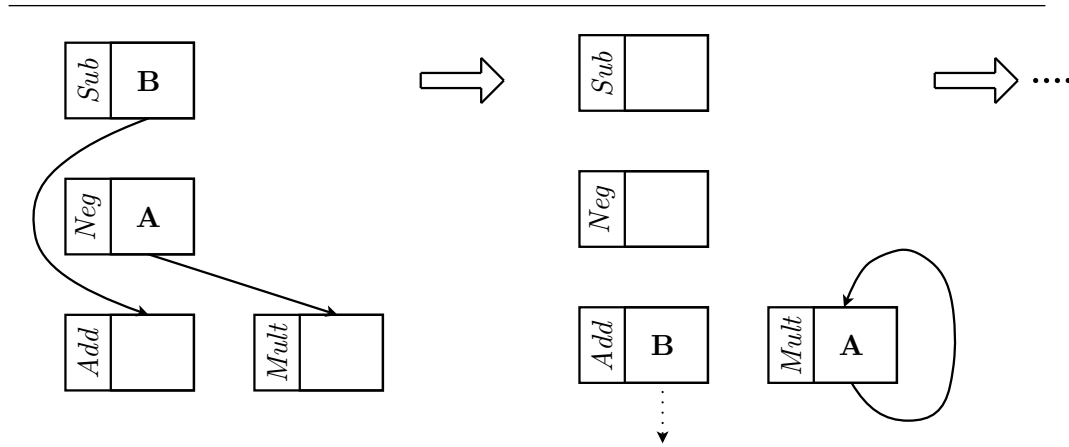 Sub B
Sub
Neg A
Neg
Add
Mult
Add B
Mult A